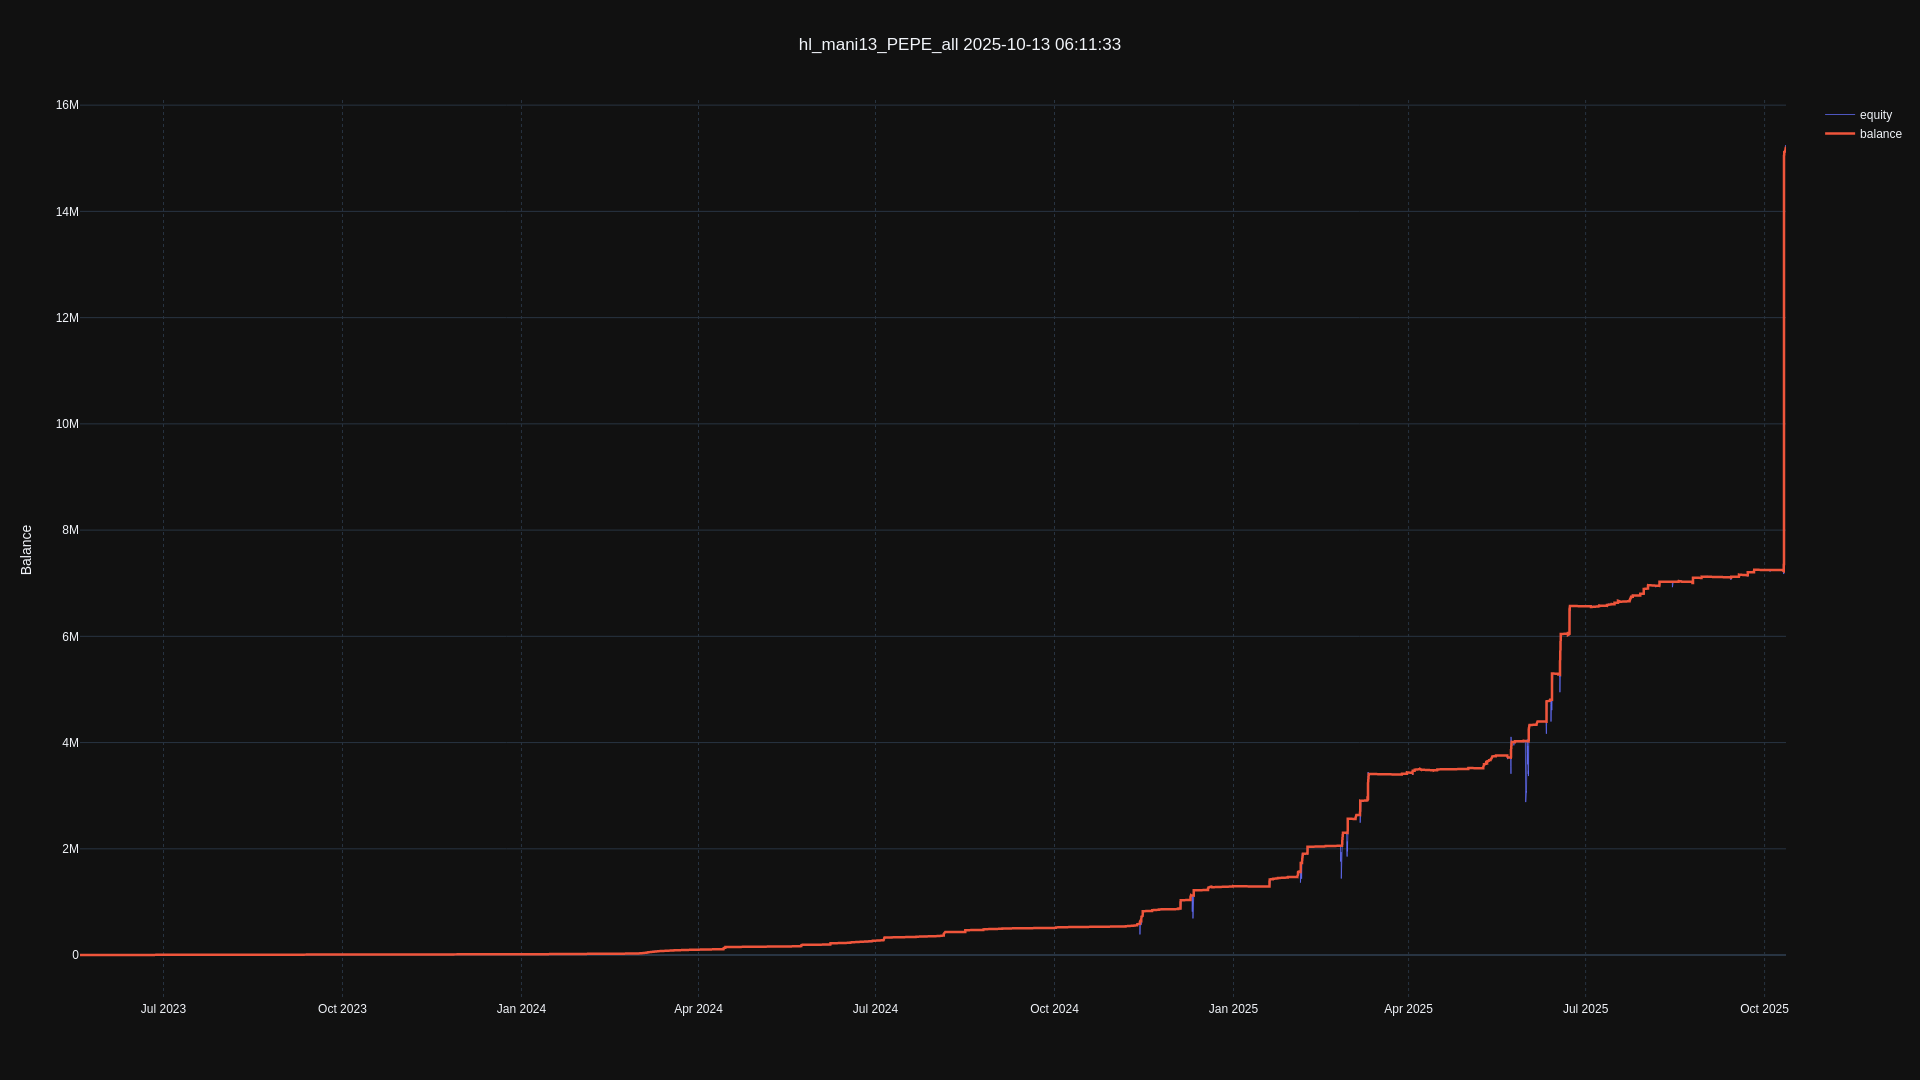 hl_mani13_PEPE_all 2025-10-13 06:11:33
equity
balance
Balance
16M
14M
12M
10M
8M
6M
4M
2M
0
Jul 2023
Oct 2023
Jan 2024
Apr 2024
Jul 2024
Oct 2024
Jan 2025
Apr 2025
Jul 2025
Oct 2025